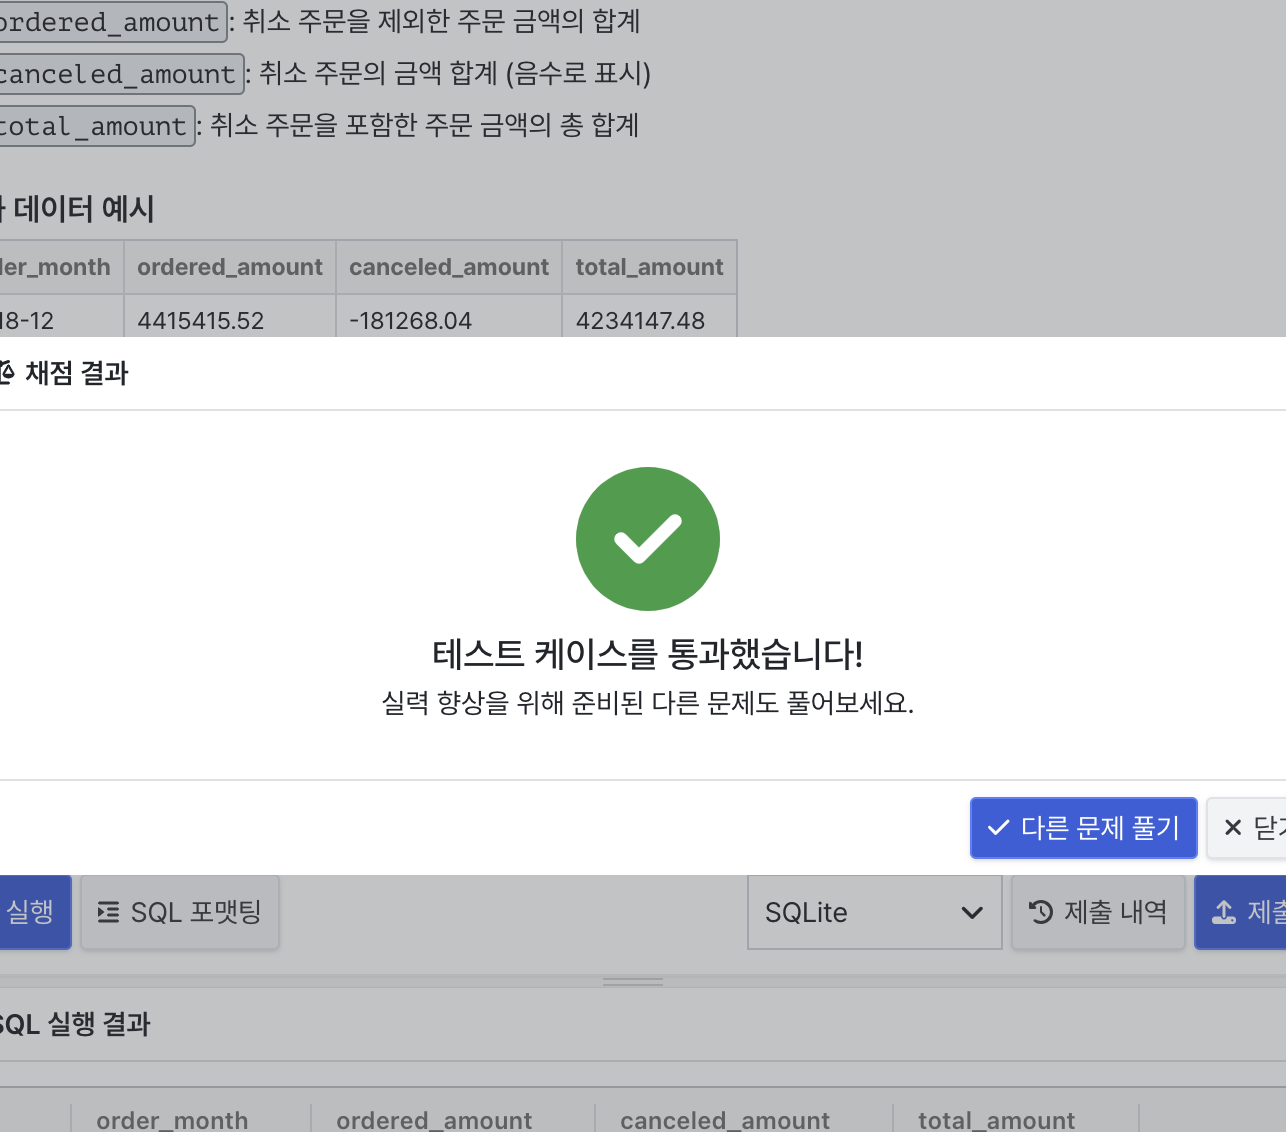 ordered_amount: 취소 주문을 제외한 주문 금액의 합계
canceled_amount: 취소 주문의 금액 합계 (음수로 표시)
total_amount: 취소 주문을 포함한 주문 금액의 총 합계
데이터 예시
der_month ordered_amount canceled_amount total_amount
18-12 4415415.52 -181268.04 4234147.48
채점 결과
테스트 케이스를 통과했습니다!
실력 향상을 위해 준비된 다른 문제도 풀어보세요.
다른 문제 풀기 닫기
실행 SQL 포맷팅 SQLite 제출 내역 제출
SQL 실행 결과
order_month ordered_amount canceled_amount total_amount